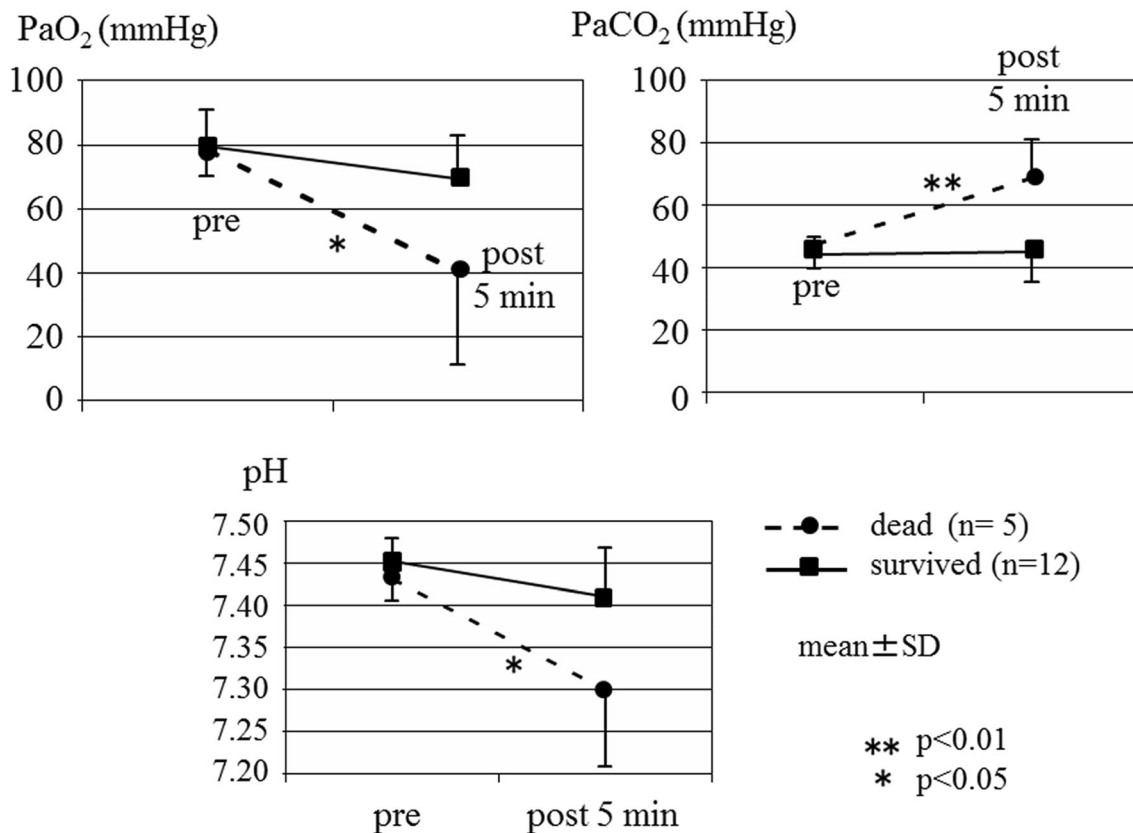 PaO₂ (mmHg)
100
80
60
40
20
0
pre
*
post
5 min
PaCO₂ (mmHg)
100
80
60
40
20
0
post
5 min
**
pre
pH
7.50
7.45
7.40
7.35
7.30
7.25
7.20
*
pre
post 5 min
dead (n= 5)
survived (n=12)
mean±SD
** p<0.01
* p<0.05